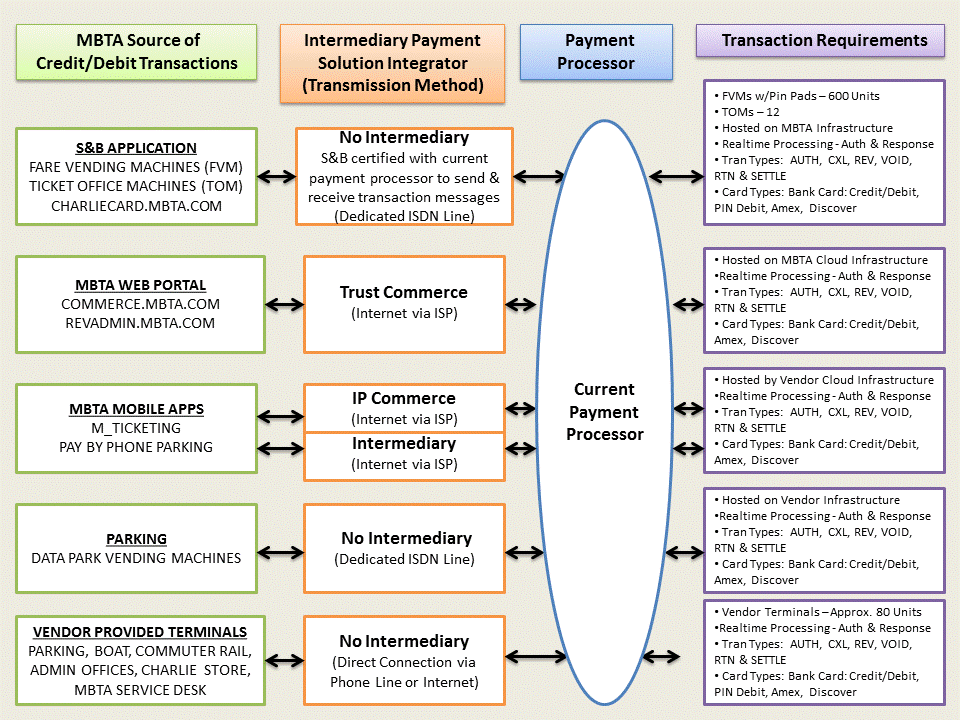 MBTA Source of
Credit/Debit Transactions
Intermediary Payment
Solution Integrator
(Transmission Method)
Payment
Processor
Transaction Requirements
S&B APPLICATION
FARE VENDING MACHINES (FVM)
TICKET OFFICE MACHINES (TOM)
CHARLIECARD.MBTA.COM
No Intermediary
S&B certified with current
payment processor to send &
receive transaction messages
(Dedicated ISDN Line)
• FVMs w/Pin Pads – 600 Units
• TOMs – 12
• Hosted on MBTA Infrastructure
• Realtime Processing - Auth & Response
• Tran Types: AUTH, CXL, REV, VOID,
RTN & SETTLE
• Card Types: Bank Card: Credit/Debit,
PIN Debit, Amex, Discover
MBTA WEB PORTAL
COMMERCE.MBTA.COM
REVADMIN.MBTA.COM
Trust Commerce
(Internet via ISP)
• Hosted on MBTA Cloud Infrastructure
•Realtime Processing - Auth & Response
• Tran Types: AUTH, CXL, REV, VOID,
RTN & SETTLE
• Card Types: Bank Card: Credit/Debit,
Amex, Discover
MBTA MOBILE APPS
M_TICKETING
PAY BY PHONE PARKING
IP Commerce
(Internet via ISP)
Intermediary
(Internet via ISP)
Current
Payment
Processor
• Hosted by Vendor Cloud Infrastructure
•Realtime Processing - Auth & Response
• Tran Types: AUTH, CXL, REV, VOID,
RTN & SETTLE
• Card Types: Bank Card: Credit/Debit,
Amex, Discover
PARKING
DATA PARK VENDING MACHINES
No Intermediary
(Dedicated ISDN Line)
• Hosted on Vendor Infrastructure
•Realtime Processing - Auth & Response
• Tran Types: AUTH, CXL, REV, VOID,
RTN & SETTLE
• Card Types: Bank Card: Credit/Debit,
Amex, Discover
VENDOR PROVIDED TERMINALS
PARKING, BOAT, COMMUTER RAIL,
ADMIN OFFICES, CHARLIE STORE,
MBTA SERVICE DESK
No Intermediary
(Direct Connection via
Phone Line or Internet)
• Vendor Terminals – Approx. 80 Units
•Realtime Processing - Auth & Response
• Tran Types: AUTH, CXL, REV, VOID,
RTN & SETTLE
• Card Types: Bank Card: Credit/Debit,
PIN Debit, Amex, Discover